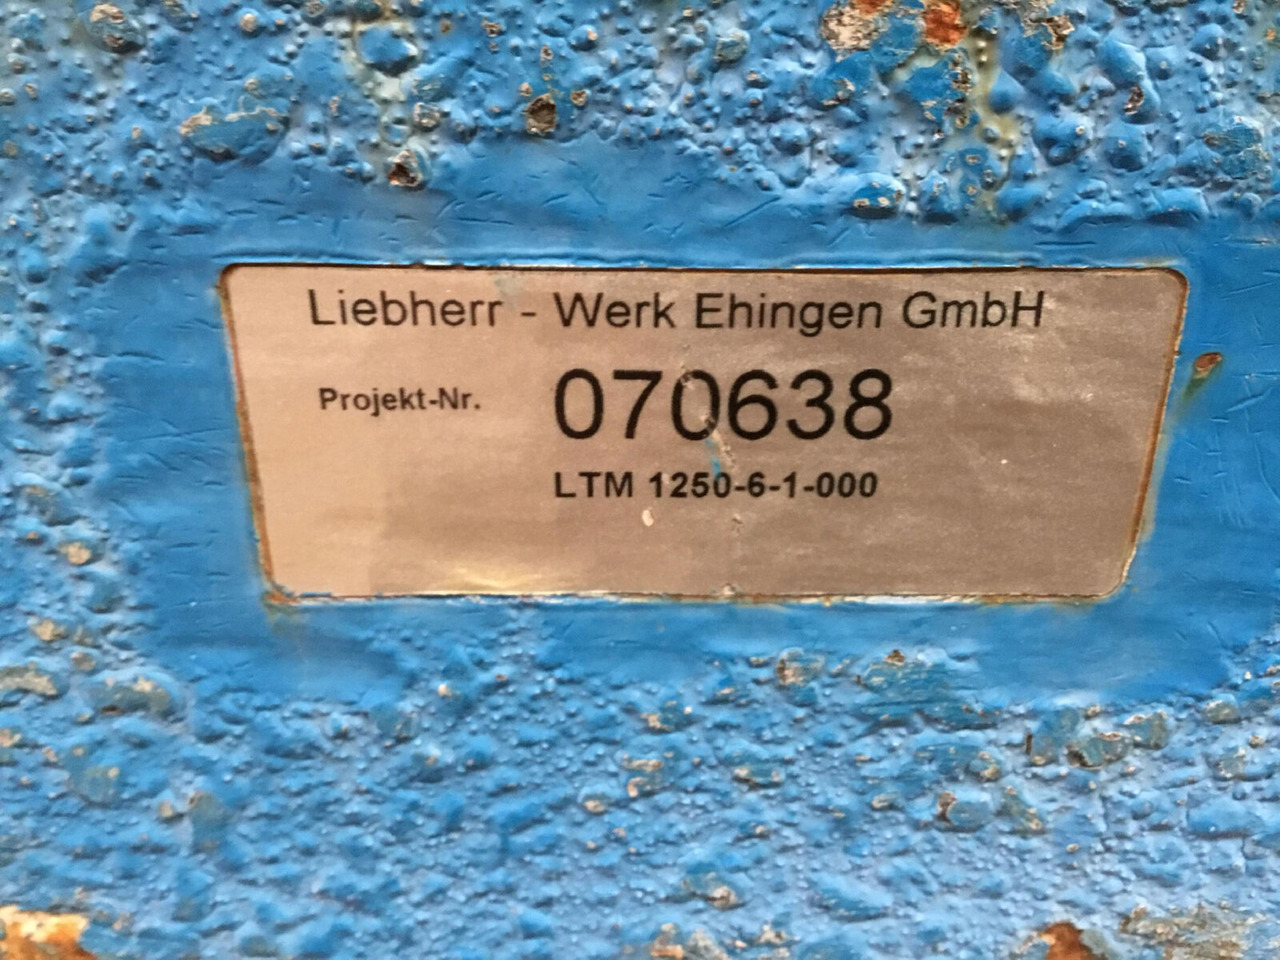 Liebherr - Werk Ehingen GmbH
Projekt-Nr. 070638
LTM 1250-6-1-000